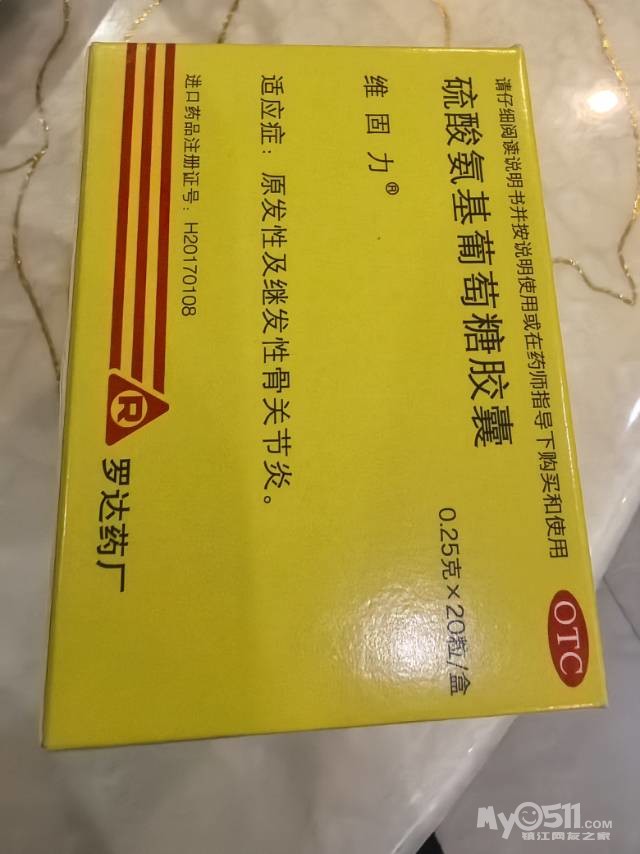 请仔细阅读说明书并按说明使用或在药师指导下购买和使用
OTC
硫酸氨基葡萄糖胶囊
0.25克×20粒/盒
维固力®
适应症：原发性及继发性骨关节炎。
进口药品注册证号：H20170108
R
罗达药厂
My0511.com
镇江网友之家